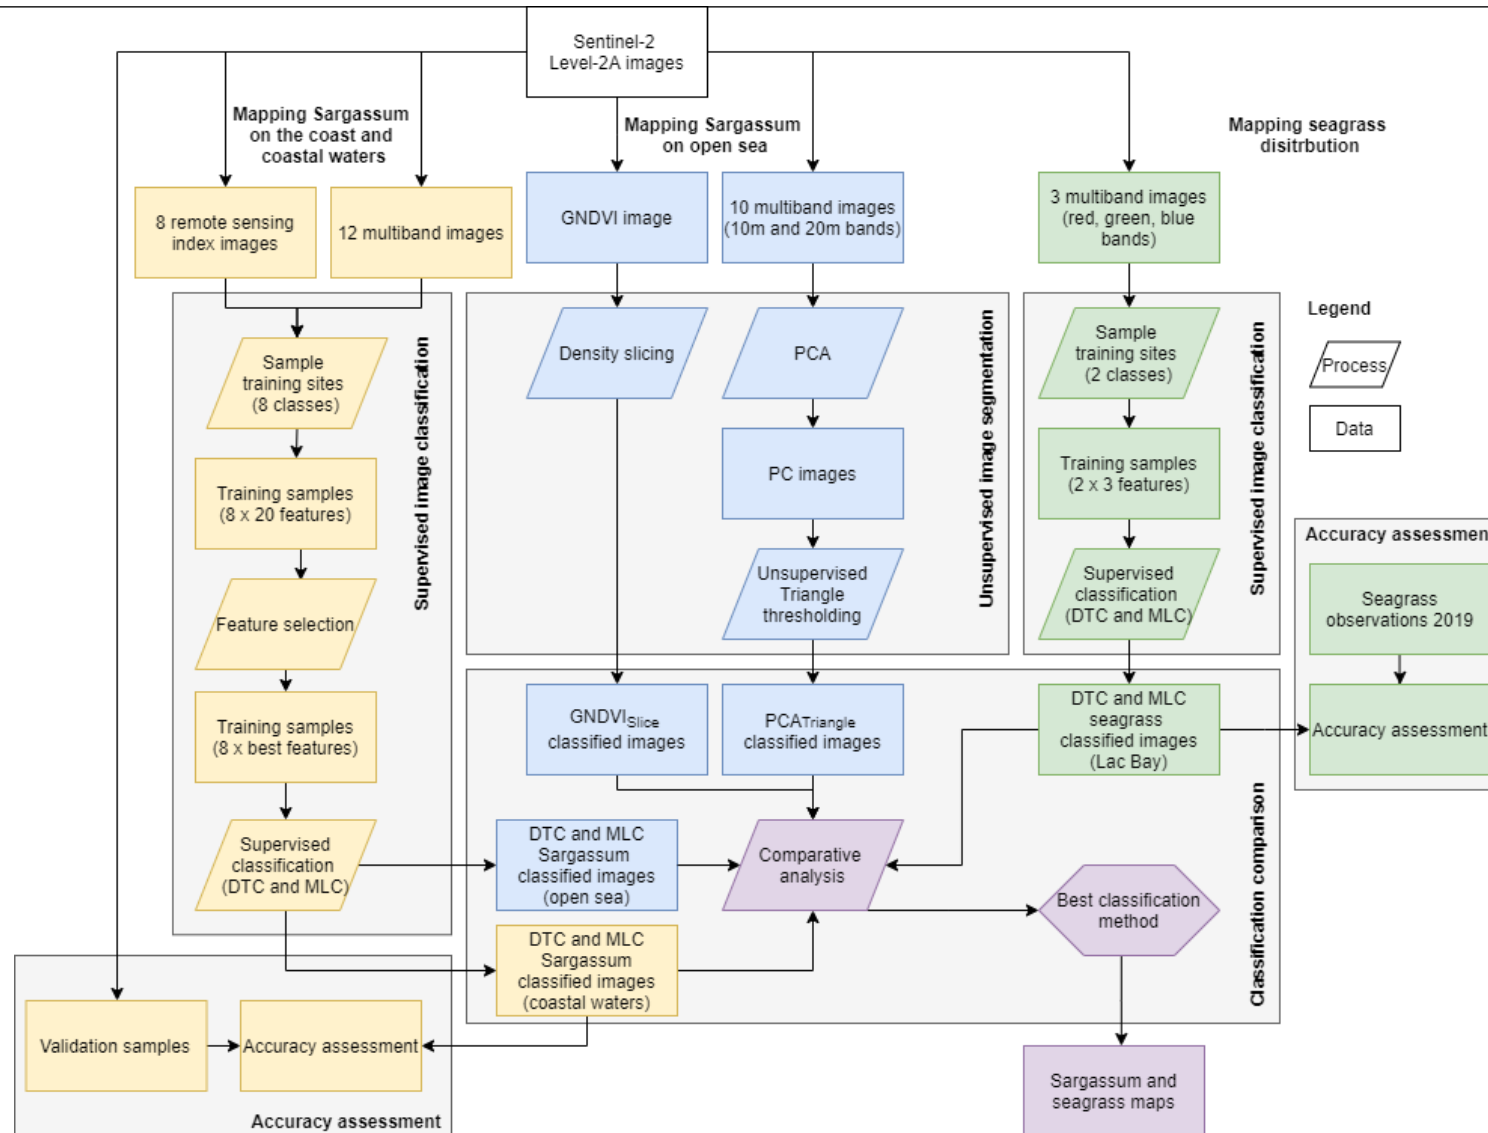 Sentinel-2
Level-2A images
Mapping Sargassum
on the coast and
coastal waters
Mapping Sargassum
on open sea
Mapping seagrass
disitrbution
8 remote sensing
index images
12 multiband images
GNDVI image
10 multiband images
(10m and 20m bands)
3 multiband images
(red, green, blue
bands)
Legend
Process
Data
Sample
training sites
(8 classes)
Training samples
(8 x 20 features)
Feature selection
Training samples
(8 x best features)
Supervised
classification
(DTC and MLC)
Supervised image classification
Density slicing
PCA
PC images
Unsupervised
Triangle
thresholding
Unsupervised image segmentation
Sample
training sites
(2 classes)
Training samples
(2 x 3 features)
Supervised
classification
(DTC and MLC)
Supervised image classification
Accuracy assessmen
Seagrass
observations 2019
Accuracy assessment
GNDVISlice
classified images
PCATriangle
classified images
DTC and MLC
seagrass
classified images
(Lac Bay)
DTC and MLC
Sargassum
classified images
(open sea)
Comparative
analysis
Best classification
method
DTC and MLC
Sargassum
classified images
(coastal waters)
Classification comparison
Validation samples
Accuracy assessment
Accuracy assessment
Sargassum and
seagrass maps